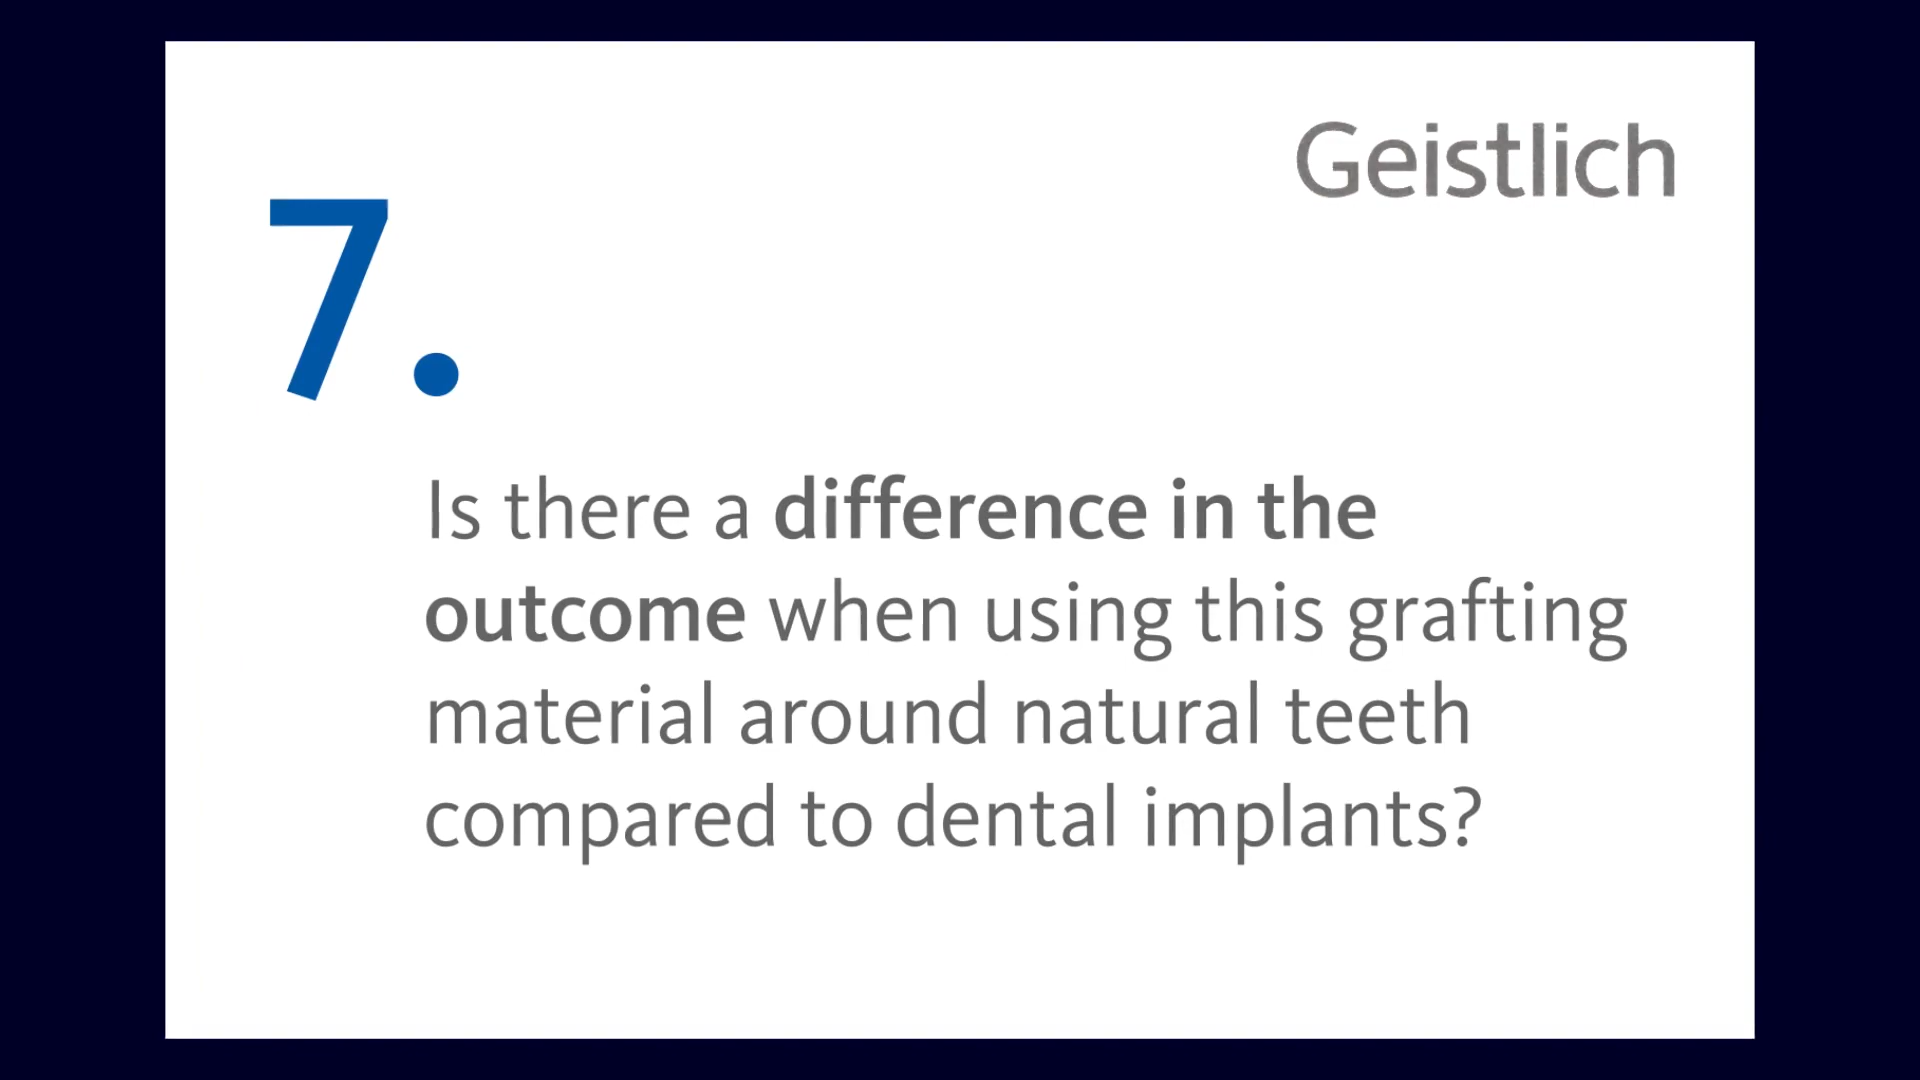 Geistlich
7.
Is there a difference in the
outcome when using this grafting
material around natural teeth
compared to dental implants?